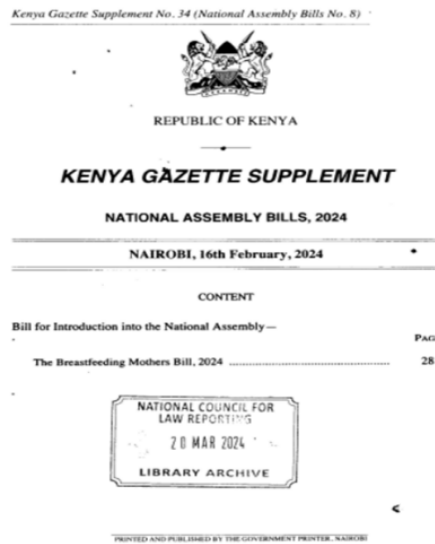 Kenya Gazette Supplement No. 34 (National Assembly Bills No. 8)
REPUBLIC OF KENYA
KENYA GAZETTE SUPPLEMENT
NATIONAL ASSEMBLY BILLS, 2024
NAIROBI, 16th February, 2024
CONTENT
Bill for Introduction into the National Assembly—
PAG
The Breastfeeding Mothers Bill, 2024 ........................................................ 28
NATIONAL COUNCIL FOR
LAW REPORTING
20 MAR 2024
LIBRARY ARCHIVE
PRINTED AND PUBLISHED BY THE GOVERNMENT PRINTER, NAIROBI